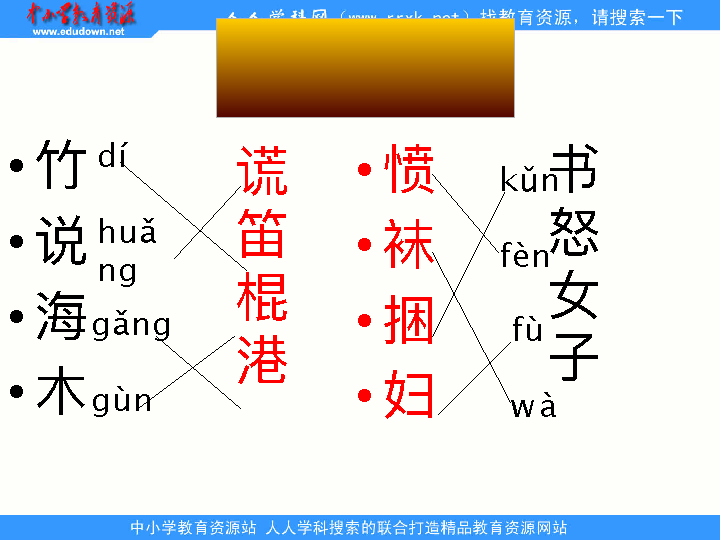 中小学教育资源
www.edudown.net
人人学科网（www.rrxk.net）找教育资源，请搜索一下
•竹 dí 谎 •愤 kǔn 书
•说 huǎng 笛 •袜 fèn 怒
•海 gǎng 棍 •捆 fù 女
•木 gùn 港 •妇 wà 子
中小学教育资源站 人人学科搜索的联合打造精品教育资源网站